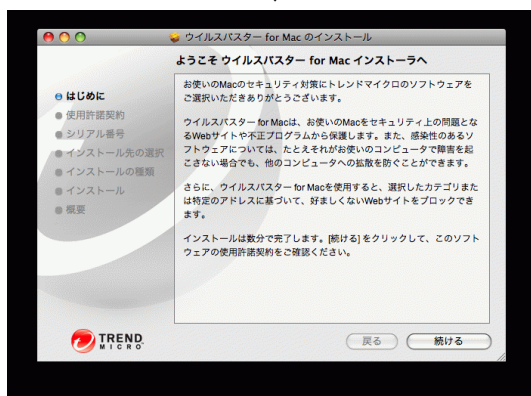 ウイルスバスター for Mac のインストール
ようこそ ウイルスバスター for Mac インストーラへ
はじめに
使用許諾契約
シリアル番号
インストール先の選択
インストールの種類
インストール
概要
お使いのMacのセキュリティ対策にトレンドマイクロのソフトウェアを
ご選択いただきありがとうございます。
ウイルスバスター for Macは、お使いのMacをセキュリティ上の問題とな
るWebサイトや不正プログラムから保護します。また、感染性のあるソ
フトウェアについては、たとえそれがお使いのコンピュータで障害を起
こさない場合でも、他のコンピュータへの拡散を防ぐことができます。
さらに、ウイルスバスター for Macを使用すると、選択したカテゴリまた
は特定のアドレスに基づいて、好ましくないWebサイトをブロックでき
ます。
インストールは数分で完了します。[続ける] をクリックして、このソフト
ウェアの使用許諾契約をご確認ください。
TREND
MICRO
戻る
続ける